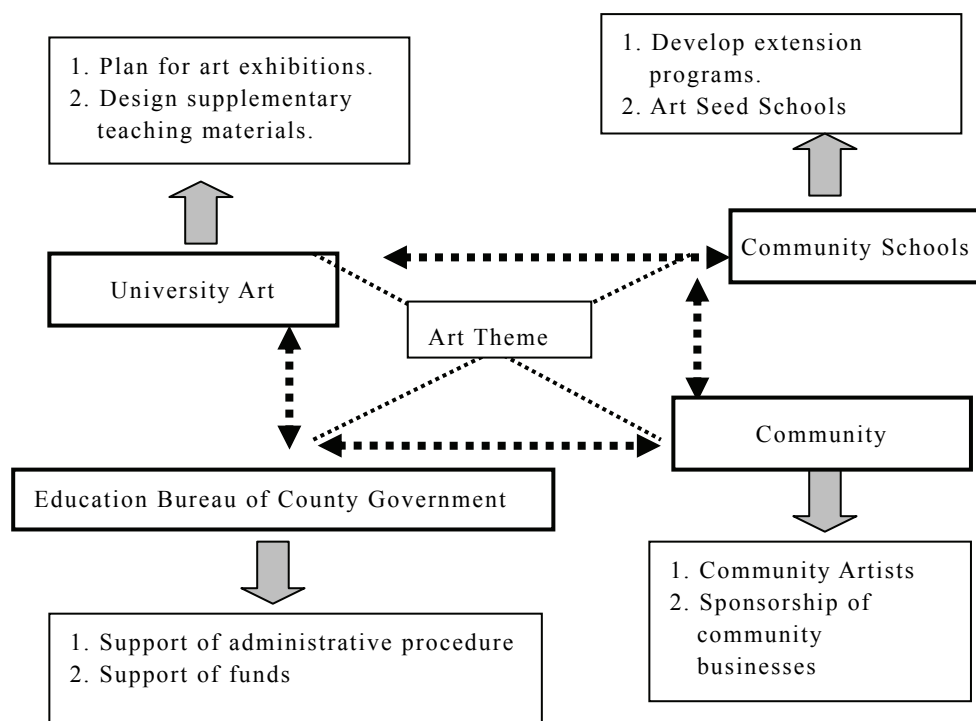 1. Plan for art exhibitions.
2. Design supplementary
teaching materials.
1. Develop extension
programs.
2. Art Seed Schools
University Art
Community Schools
Art Theme
Community
Education Bureau of County Government
1. Community Artists
2. Sponsorship of
community
businesses
1. Support of administrative procedure
2. Support of funds